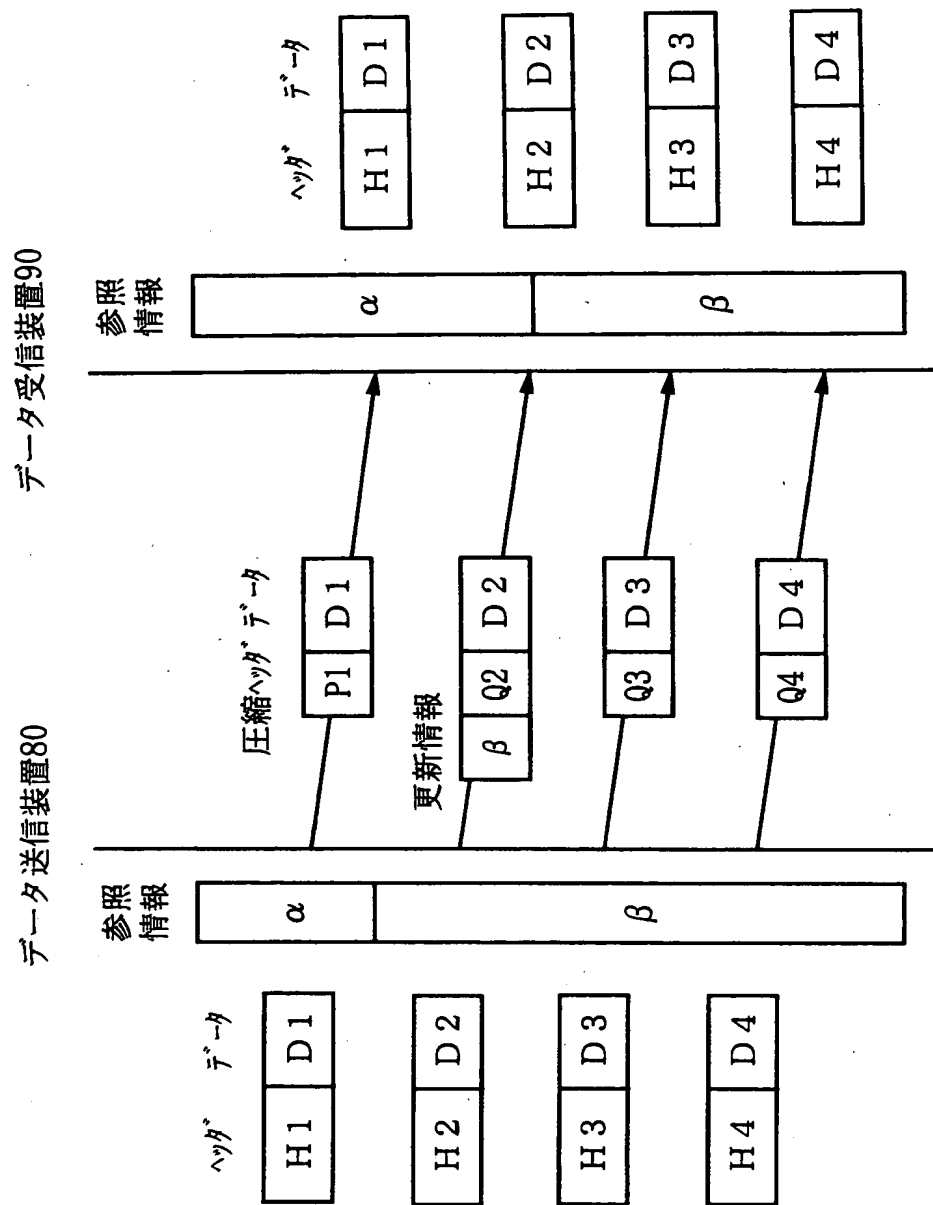 データ送信装置80
データ受信装置90
ヘッダ データ
参照
情報
圧縮ヘッダ データ
参照
情報
ヘッダ データ
H1 D1
α
P1 D1
α
H1 D1
H2 D2
更新情報
β Q2 D2
H2 D2
H3 D3
β
Q3 D3
β
H3 D3
H4 D4
Q4 D4
H4 D4